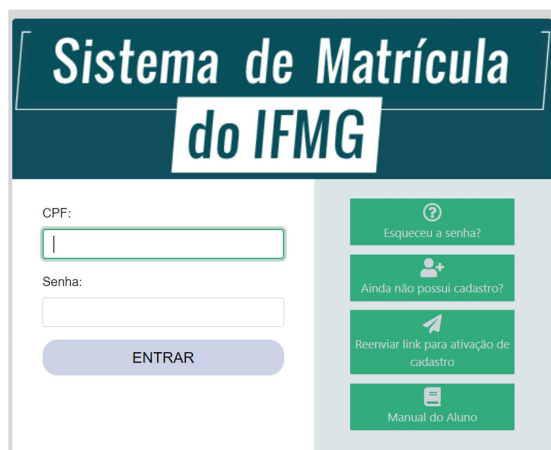 Sistema de Matrícula
do IFMG
CPF:
Senha:
ENTRAR
Esqueceu a senha?
Ainda não possui cadastro?
Reenviar link para ativação de
cadastro
Manual do Aluno